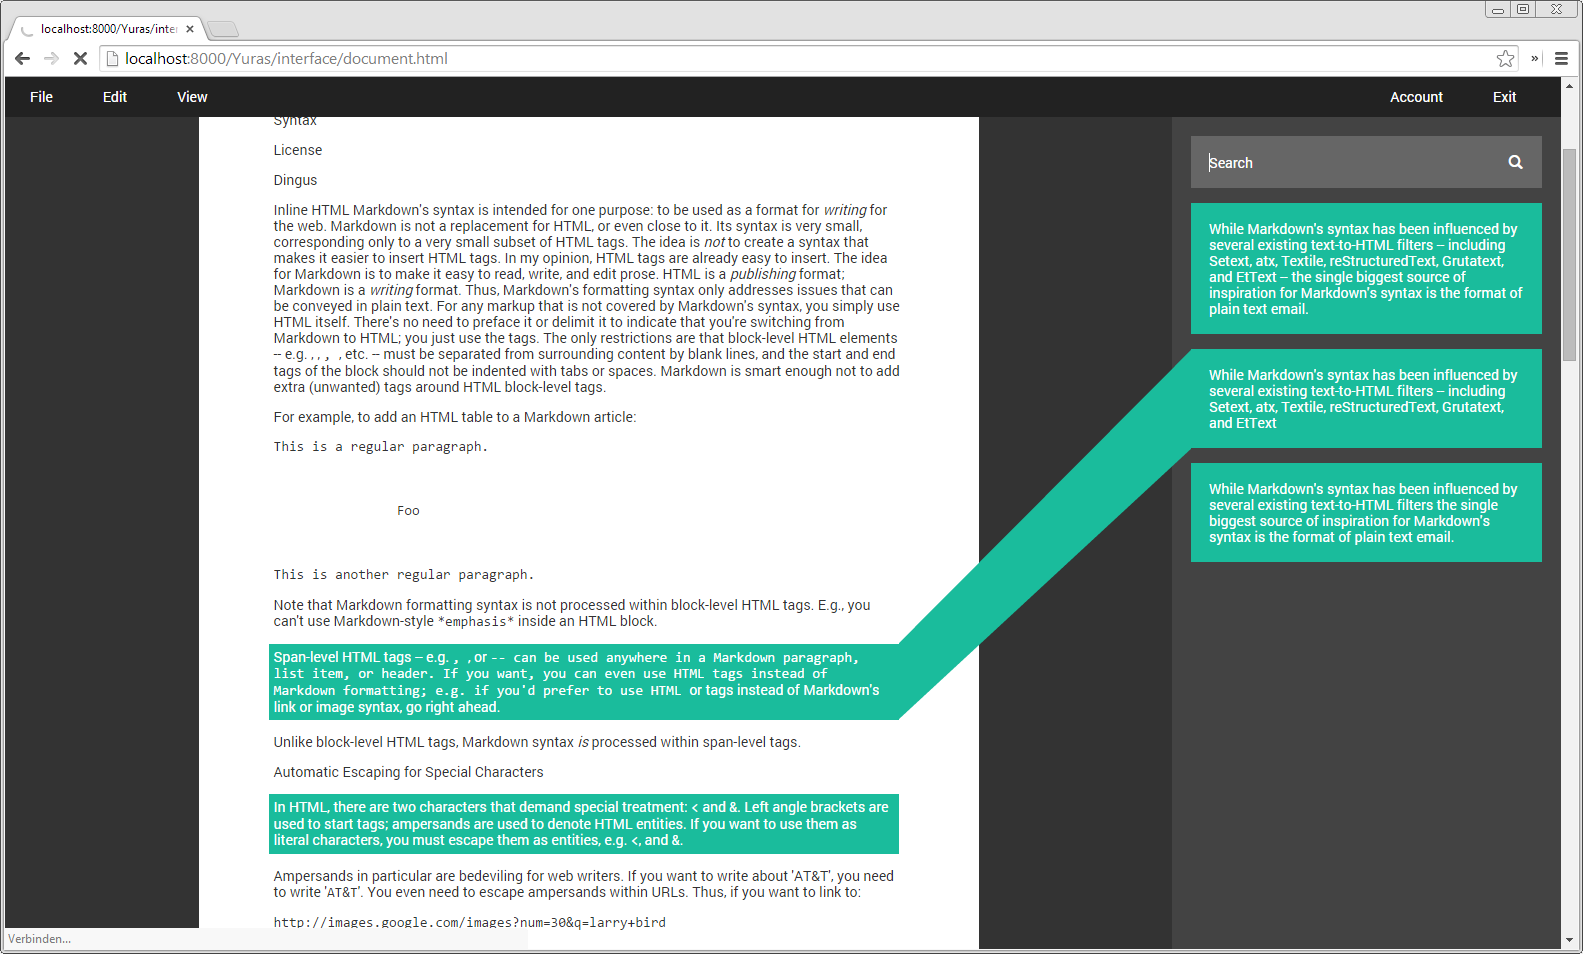 localhost:8000/Yuras/inte
localhost:8000/Yuras/interface/document.html
File Edit View Account Exit
Syntax
License
Dingus
Inline HTML Markdown's syntax is intended for one purpose: to be used as a format for writing for
the web. Markdown is not a replacement for HTML, or even close to it. Its syntax is very small,
corresponding only to a very small subset of HTML tags. The idea is not to create a syntax that
makes it easier to insert HTML tags. In my opinion, HTML tags are already easy to insert. The idea
for Markdown is to make it easy to read, write, and edit prose. HTML is a publishing format;
Markdown is a writing format. Thus, Markdown's formatting syntax only addresses issues that can
be conveyed in plain text. For any markup that is not covered by Markdown's syntax, you simply use
HTML itself. There's no need to preface it or delimit it to indicate that you're switching from
Markdown to HTML; you just use the tags. The only restrictions are that block-level HTML elements
-- e.g. , , , , etc. -- must be separated from surrounding content by blank lines, and the start and end
tags of the block should not be indented with tabs or spaces. Markdown is smart enough not to add
extra (unwanted) tags around HTML block-level tags.
For example, to add an HTML table to a Markdown article:
This is a regular paragraph.
Foo
This is another regular paragraph.
Note that Markdown formatting syntax is not processed within block-level HTML tags. E.g., you
can't use Markdown-style *emphasis* inside an HTML block.
Span-level HTML tags -- e.g. , , or -- can be used anywhere in a Markdown paragraph,
list item, or header. If you want, you can even use HTML tags instead of
Markdown formatting; e.g. if you'd prefer to use HTML or tags instead of Markdown's
link or image syntax, go right ahead.
Unlike block-level HTML tags, Markdown syntax is processed within span-level tags.
Automatic Escaping for Special Characters
In HTML, there are two characters that demand special treatment: < and &. Left angle brackets are
used to start tags; ampersands are used to denote HTML entities. If you want to use them as
literal characters, you must escape them as entities, e.g. <, and &.
Ampersands in particular are bedeviling for web writers. If you want to write about 'AT&T', you need
to write 'AT&T'. You even need to escape ampersands within URLs. Thus, if you want to link to:
http://images.google.com/images?num=30&q=larry+bird
Search
While Markdown's syntax has been influenced by
several existing text-to-HTML filters -- including
Setext, atx, Textile, reStructuredText, Grutatext,
and EtText -- the single biggest source of
inspiration for Markdown's syntax is the format of
plain text email.
While Markdown's syntax has been influenced by
several existing text-to-HTML filters -- including
Setext, atx, Textile, reStructuredText, Grutatext,
and EtText
While Markdown's syntax has been influenced by
several existing text-to-HTML filters the single
biggest source of inspiration for Markdown's
syntax is the format of plain text email.
Verbinden...